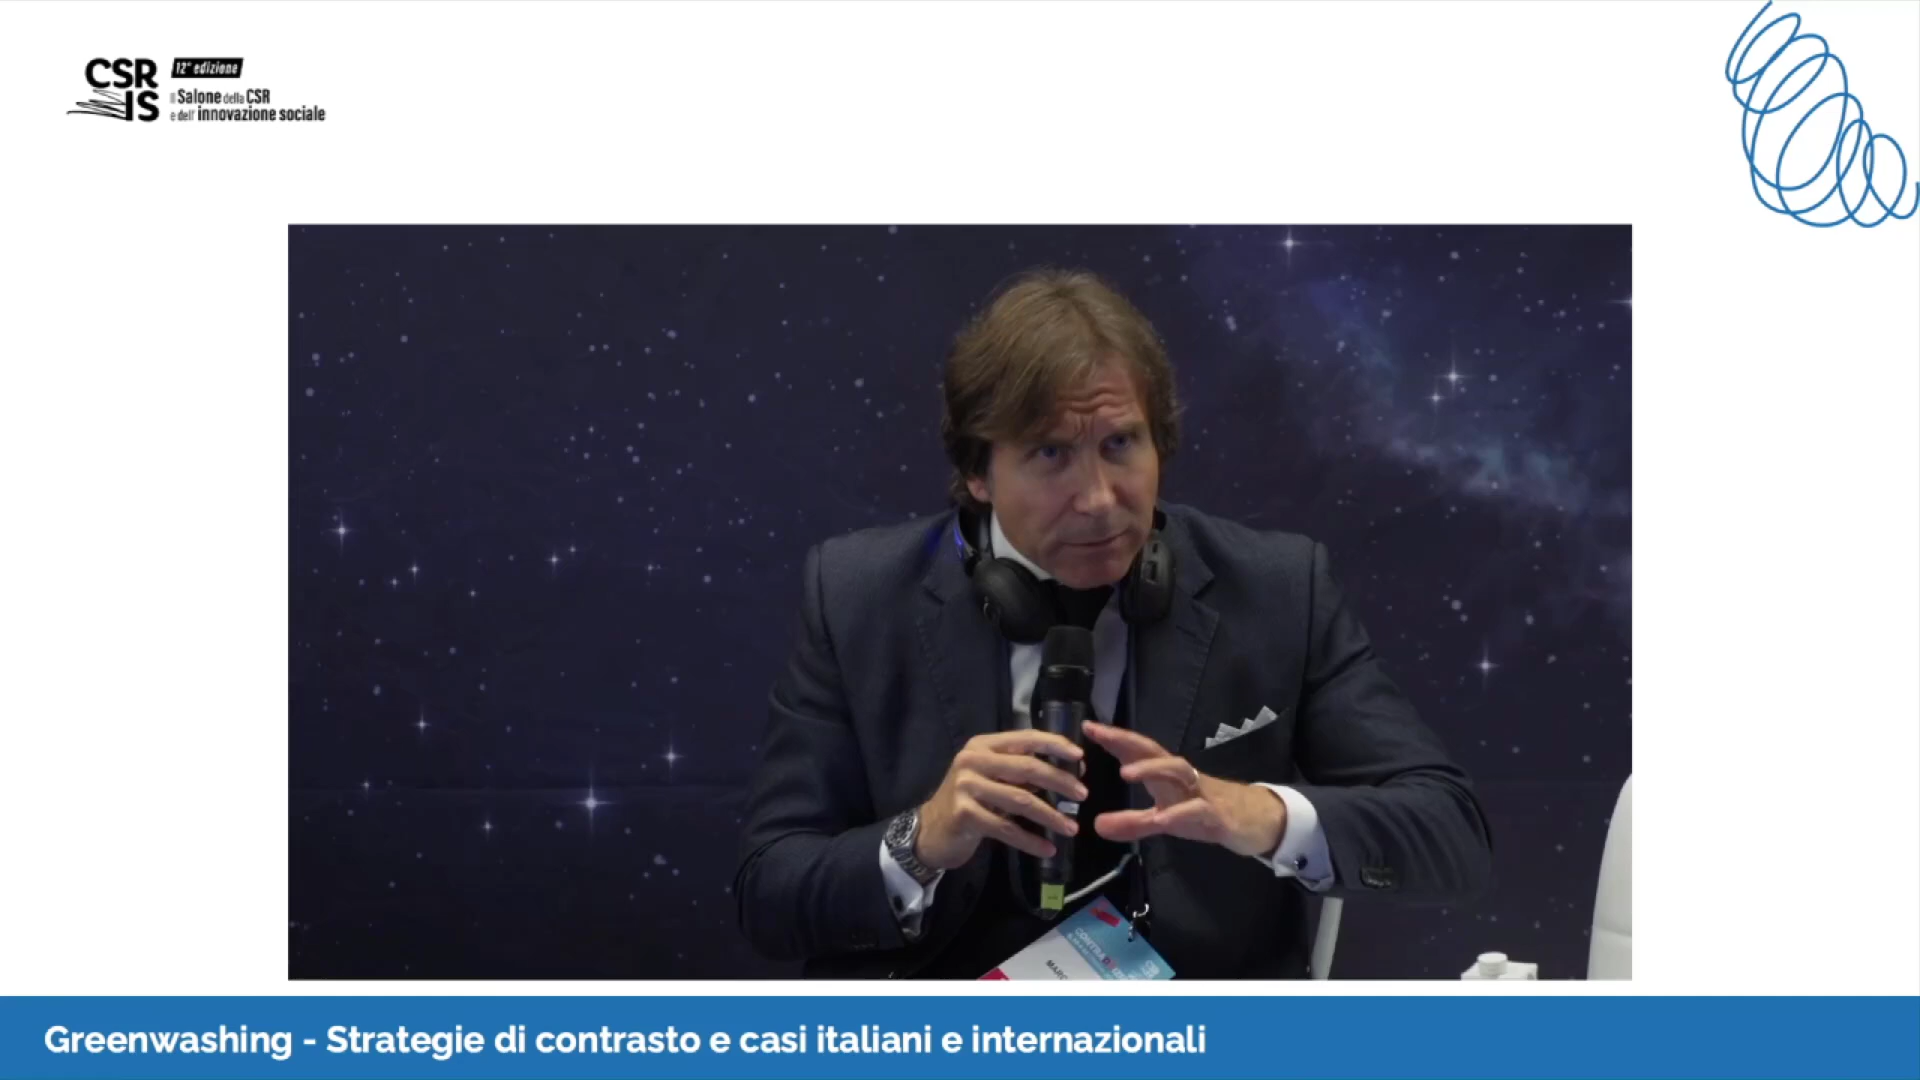 CSR
IS
12ª edizione
Il Salone della CSR
e dell'innovazione sociale
Greenwashing - Strategie di contrasto e casi italiani e internazionali